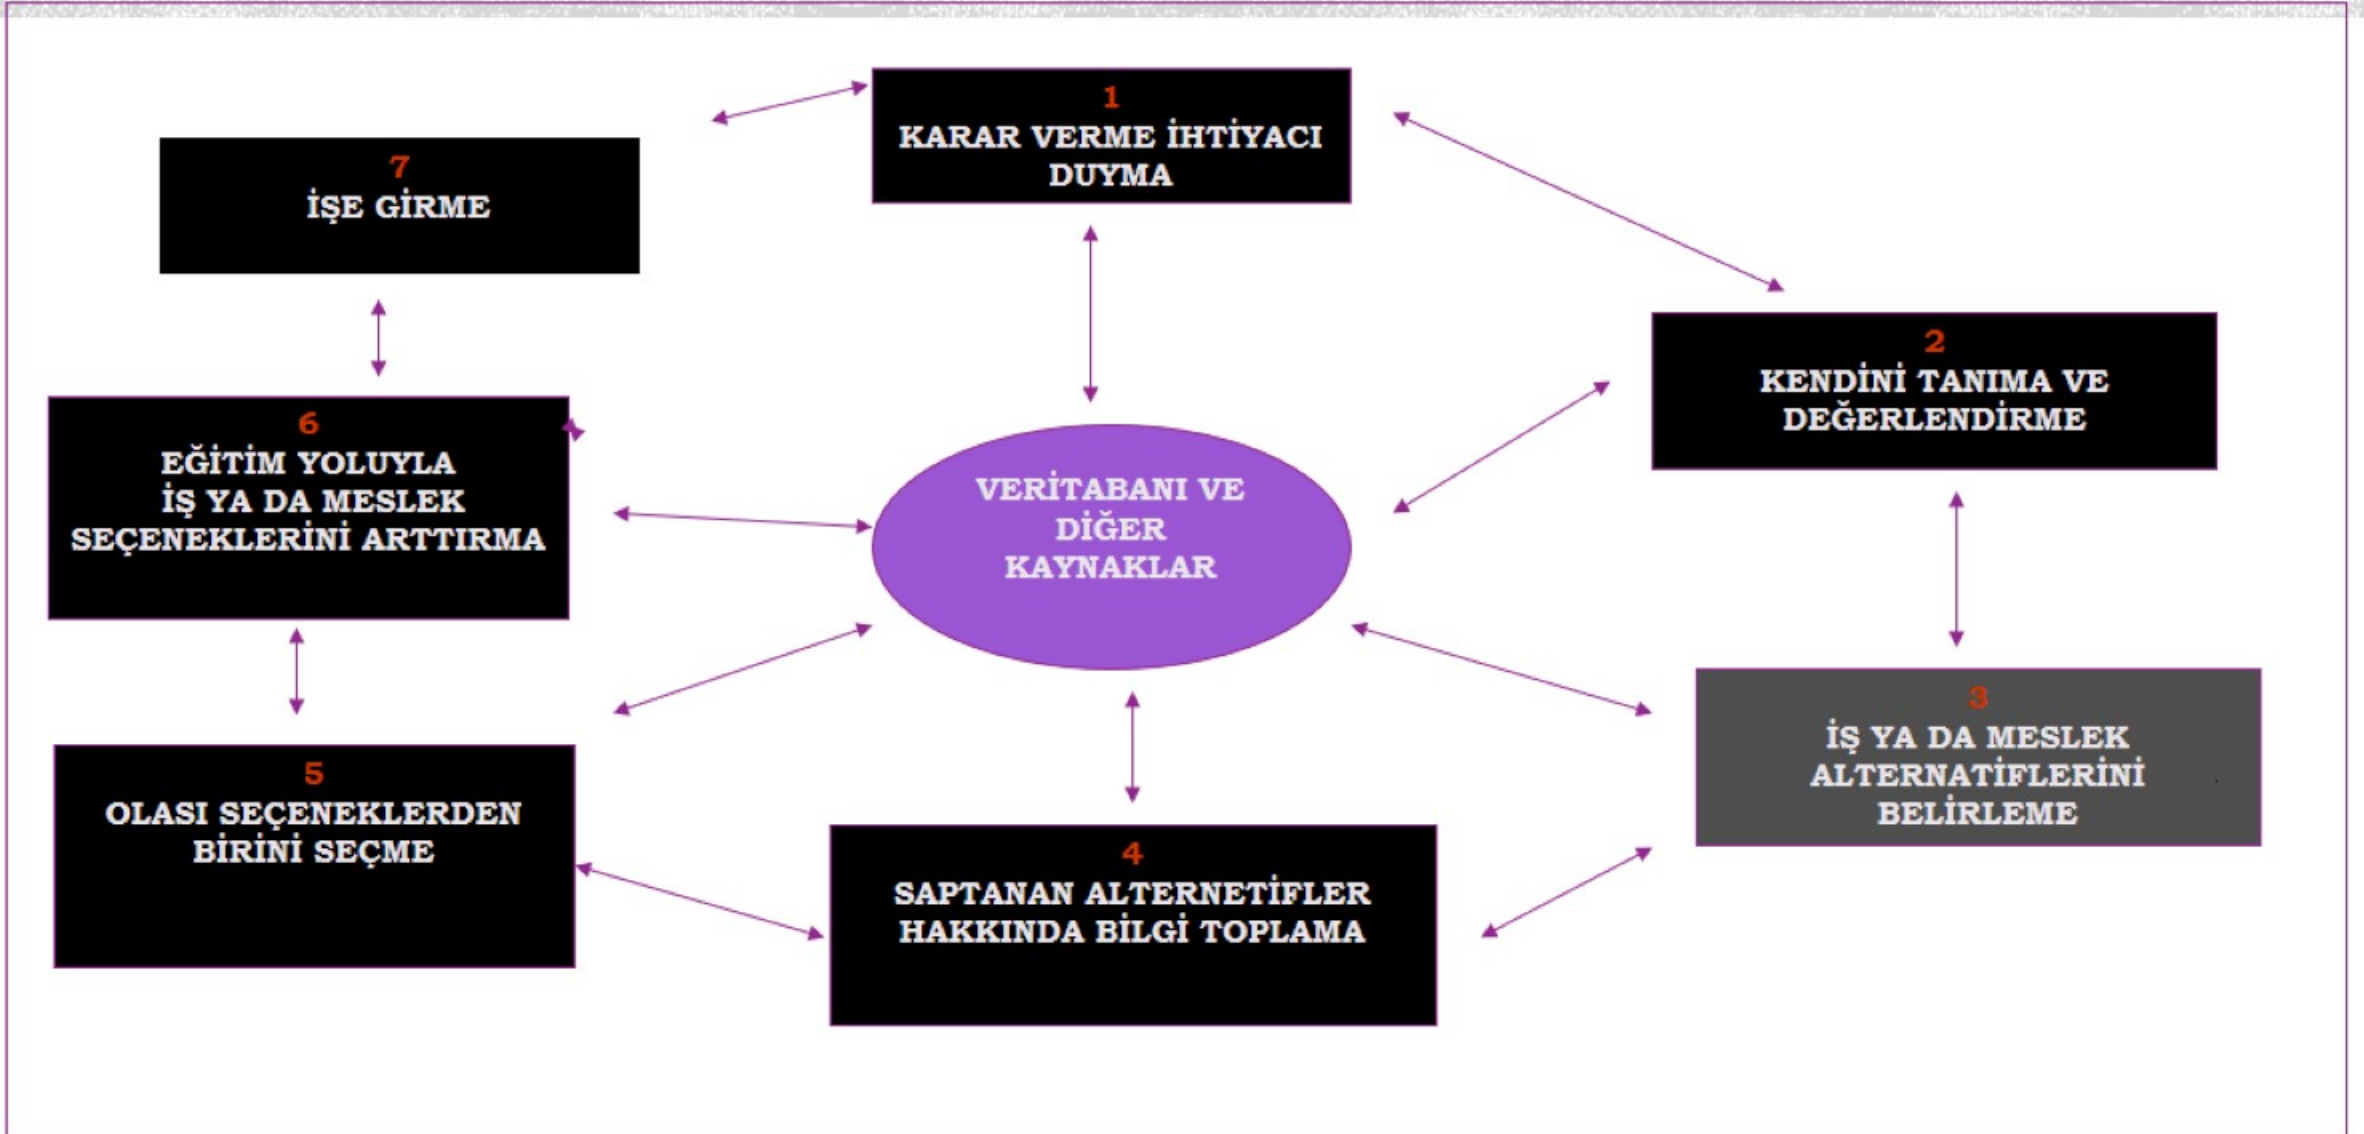 1
KARAR VERME İHTİYACI
DUYMA
7
İŞE GİRME
2
KENDİNİ TANIMA VE
DEĞERLENDİRME
6
EĞİTİM YOLUYLA
İŞ YA DA MESLEK
SEÇENEKLERİNİ ARTTIRMA
VERİTABANI VE
DİĞER
KAYNAKLAR
3
İŞ YA DA MESLEK
ALTERNATİFLERİNİ
BELİRLEME
5
OLASI SEÇENEKLERDEN
BİRİNİ SEÇME
4
SAPTANAN ALTERNETİFLER
HAKKINDA BİLGİ TOPLAMA